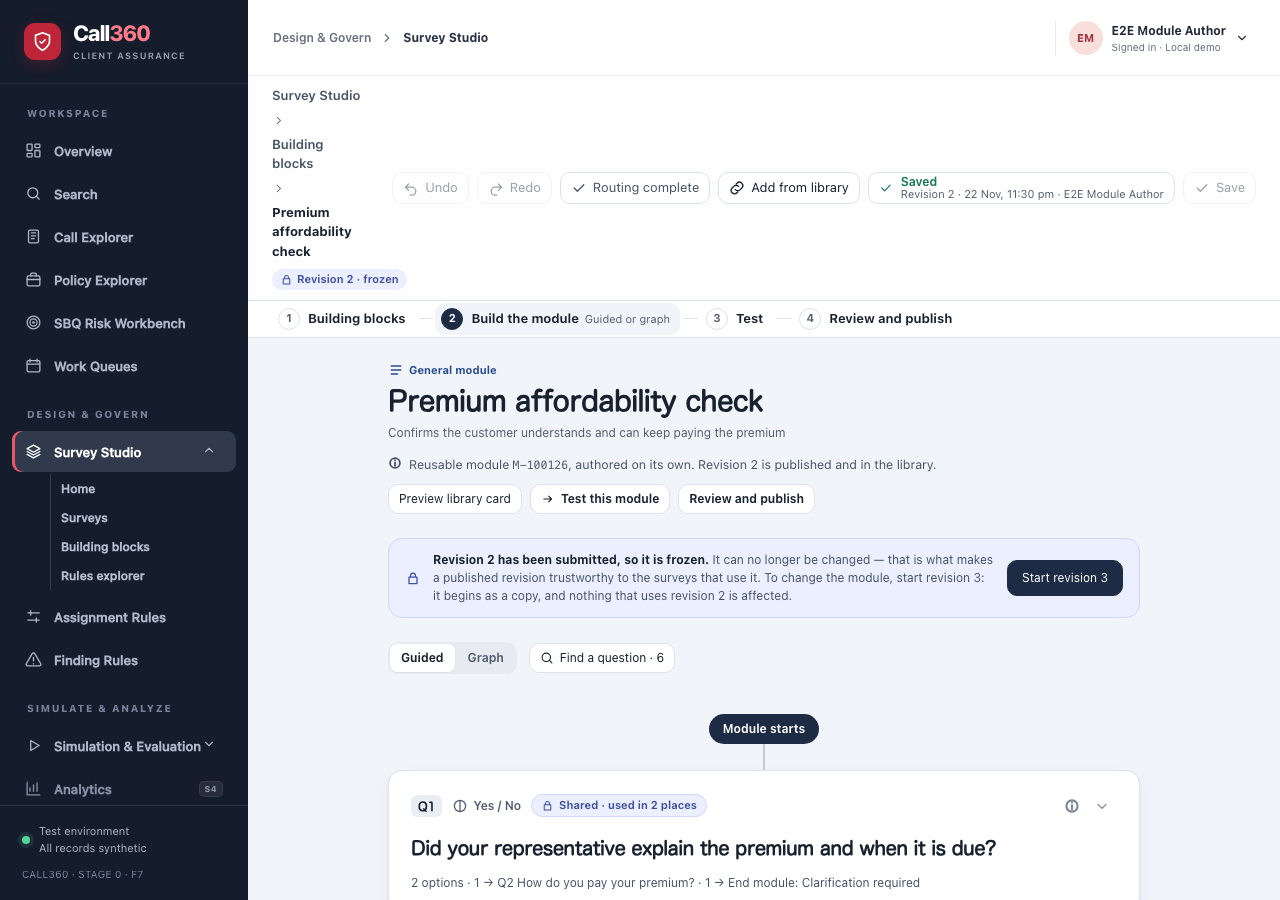 Call360
CLIENT ASSURANCE
WORKSPACE
Overview
Search
Call Explorer
Policy Explorer
SBQ Risk Workbench
Work Queues
DESIGN & GOVERN
Survey Studio
Home
Surveys
Building blocks
Rules explorer
Assignment Rules
Finding Rules
SIMULATE & ANALYZE
Simulation & Evaluation
Analytics S4
Test environment
All records synthetic
CALL360 · STAGE 0 · F7
Design & Govern > Survey Studio
EM
E2E Module Author
Signed in · Local demo
Survey Studio
>
Building
blocks
>
Premium
affordability
check
Revision 2 · frozen
Undo
Redo
Routing complete
Add from library
Saved
Revision 2 · 22 Nov, 11:30 pm · E2E Module Author
Save
1 Building blocks
2 Build the module Guided or graph
3 Test
4 Review and publish
General module
Premium affordability check
Confirms the customer understands and can keep paying the premium
Reusable module M-100126, authored on its own. Revision 2 is published and in the library.
Preview library card
→ Test this module
Review and publish
Revision 2 has been submitted, so it is frozen. It can no longer be changed — that is what makes
a published revision trustworthy to the surveys that use it. To change the module, start revision 3:
it begins as a copy, and nothing that uses revision 2 is affected.
Start revision 3
Guided
Graph
Find a question · 6
Module starts
Q1
Yes / No
Shared · used in 2 places
Did your representative explain the premium and when it is due?
2 options · 1 → Q2 How do you pay your premium? · 1 → End module: Clarification required